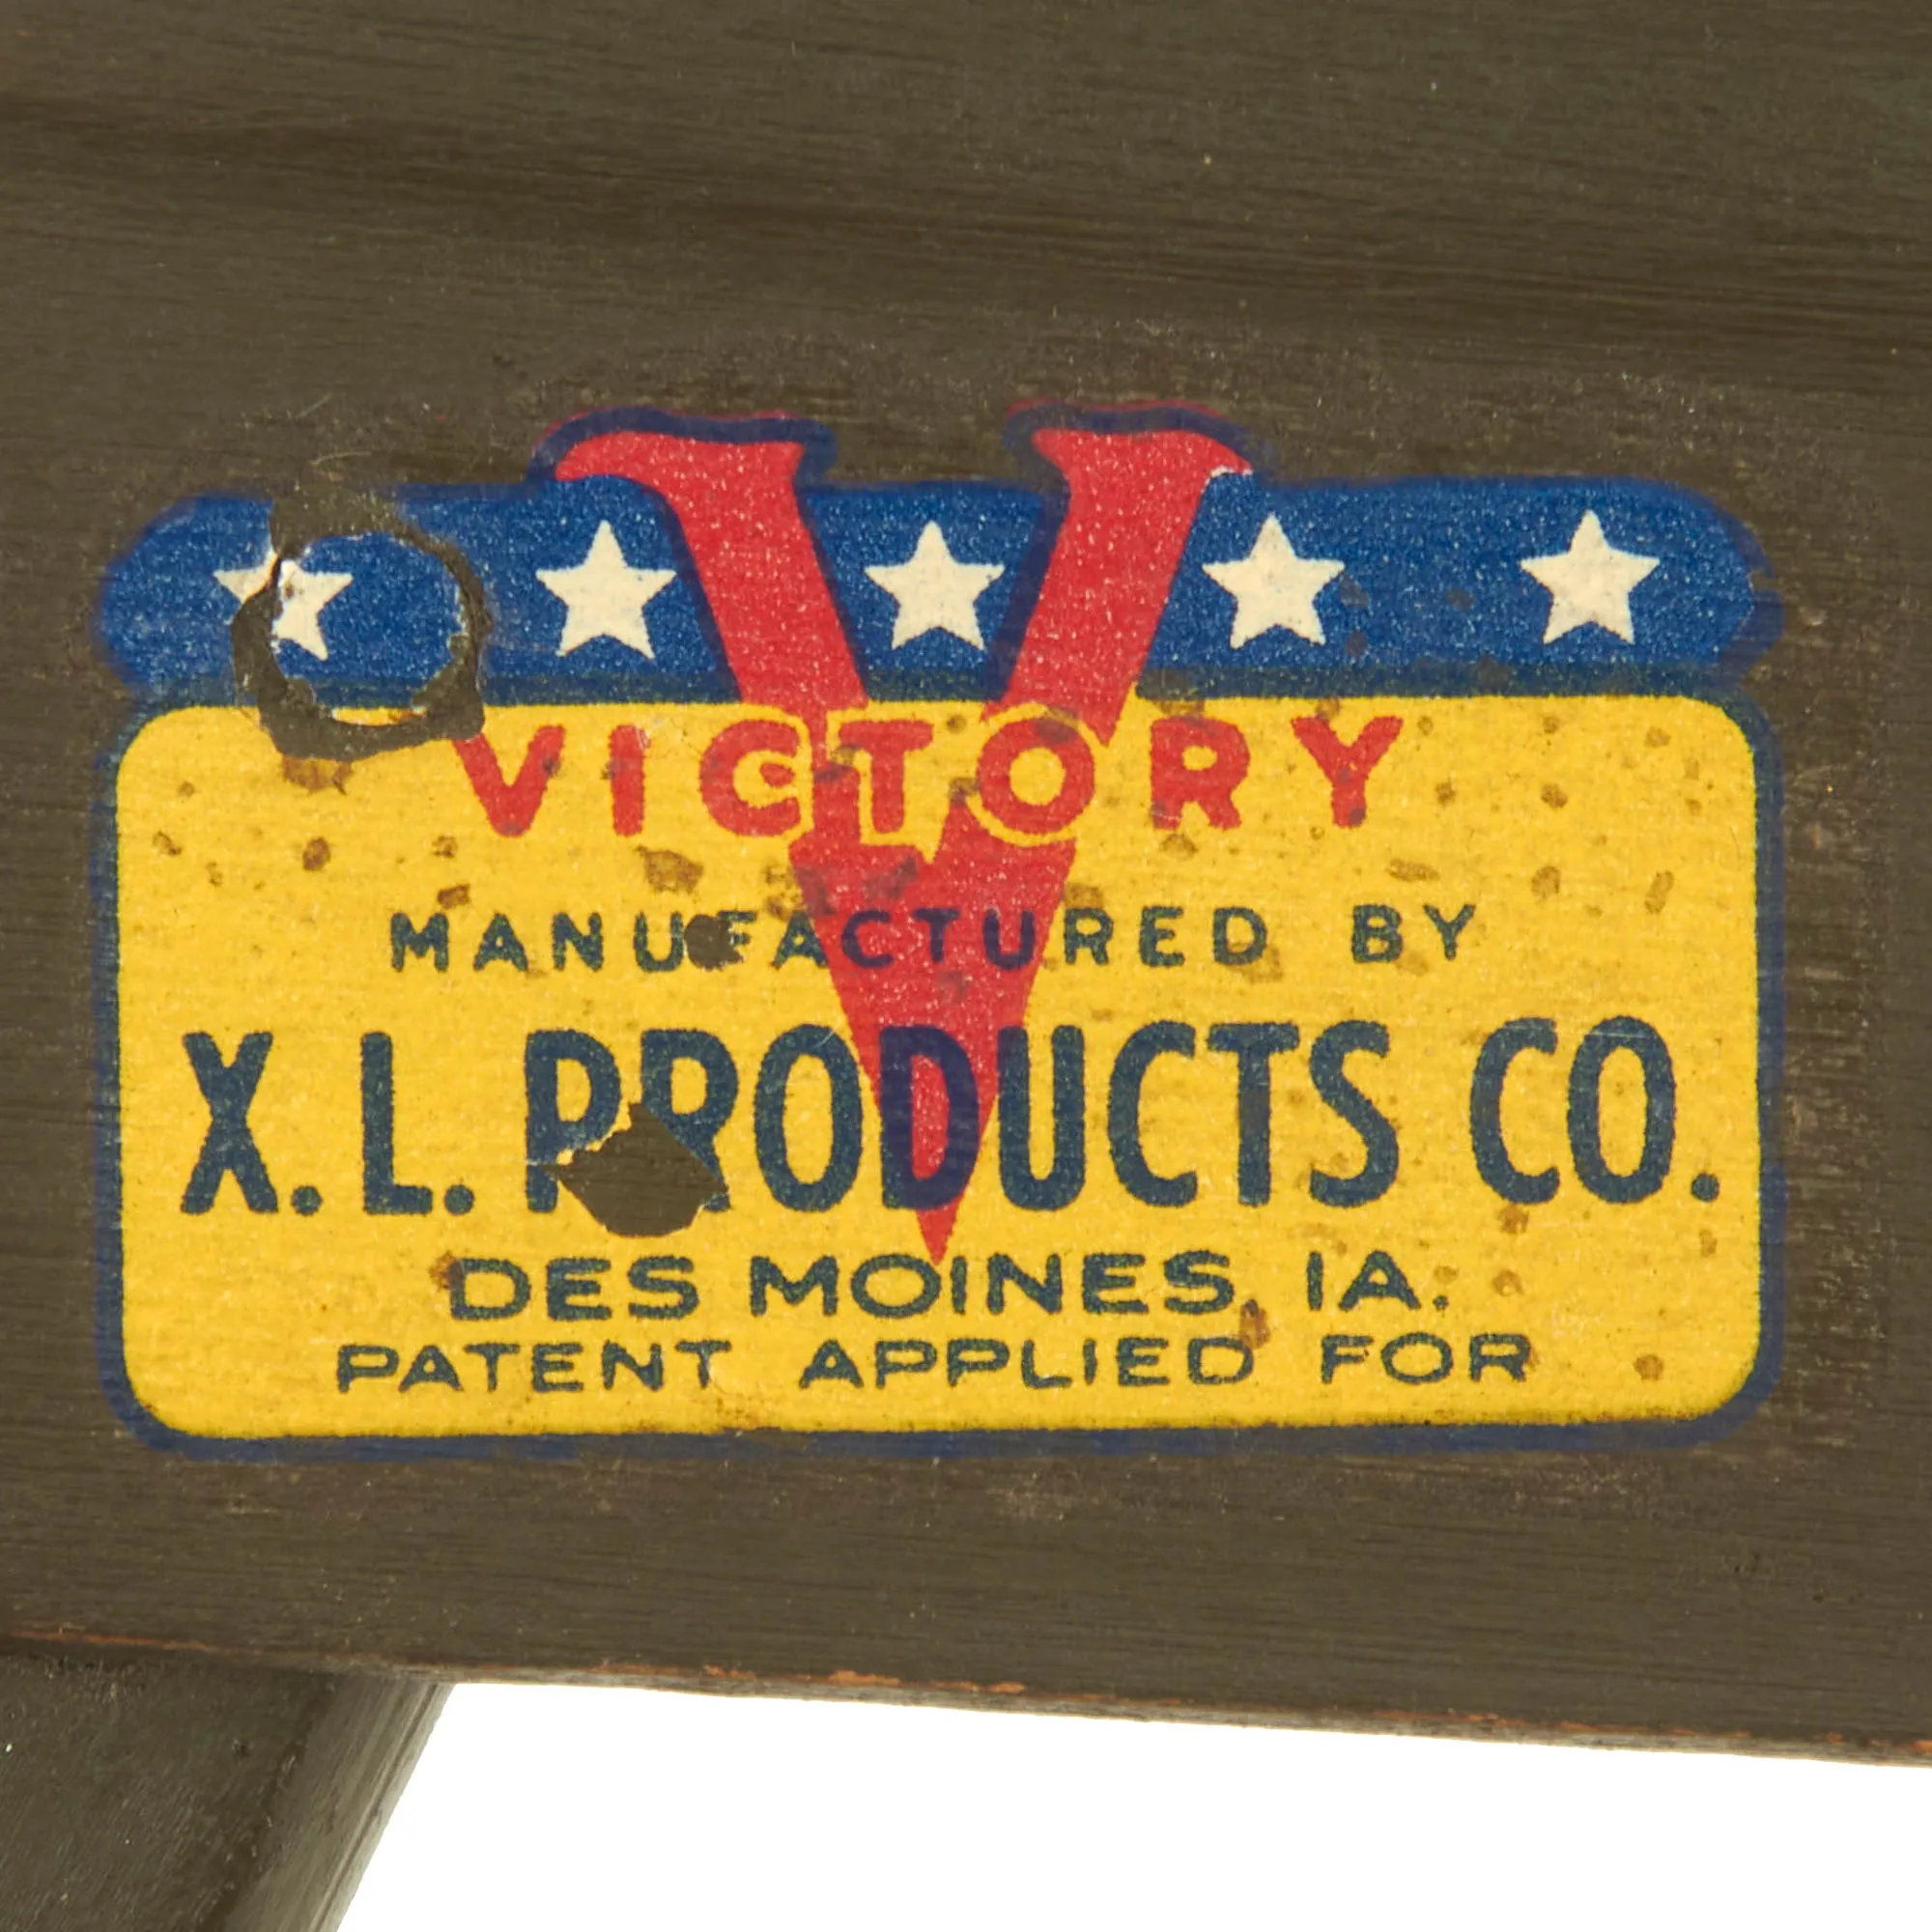 V
VICTORY
MANUFACTURED BY
X.L. PRODUCTS CO.
DES MOINES, IA.
PATENT APPLIED FOR